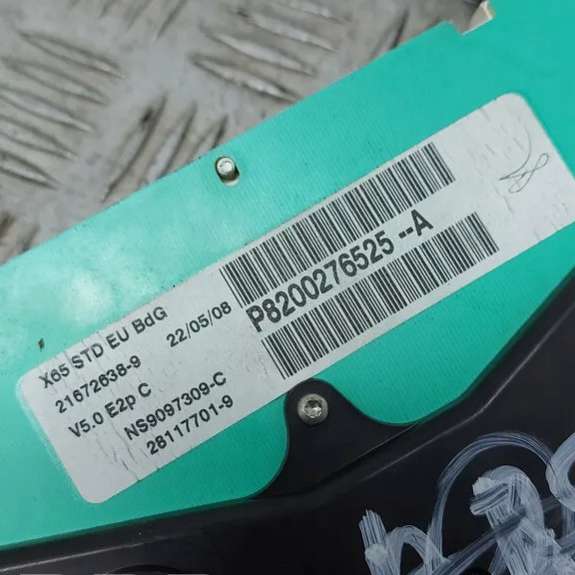 X65 STD EU BdG
21672638-9 22/05/08
V5.0 E2p C
NS9097309-C
28117701-9
P8200276525 --A